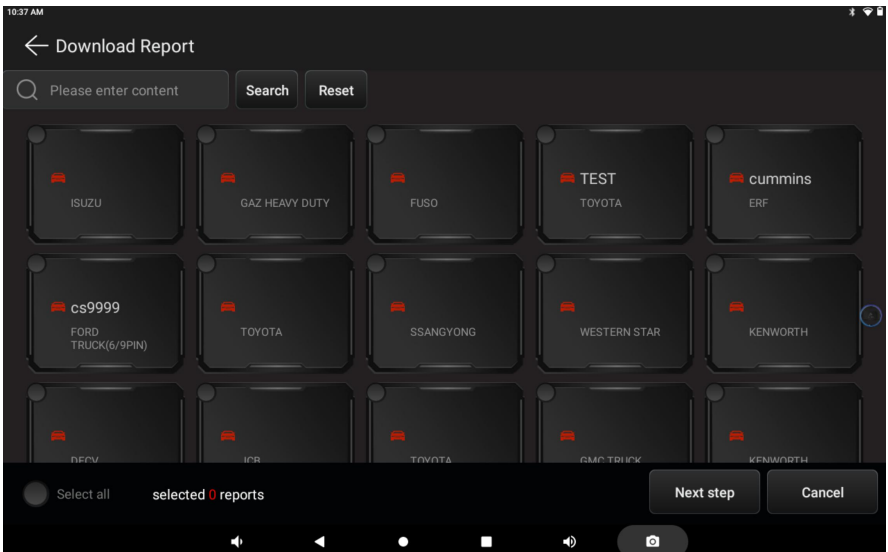 10:37 AM
Download Report
Please enter content
Search
Reset
ISUZU
GAZ HEAVY DUTY
FUSO
TEST
TOYOTA
cummins
ERF
cs9999
FORD
TRUCK(6/9PIN)
TOYOTA
SSANGYONG
WESTERN STAR
KENWORTH
DFCV
JCB
TOYOTA
GMC TRUCK
KENWORTH
Select all
selected 0 reports
Next step
Cancel